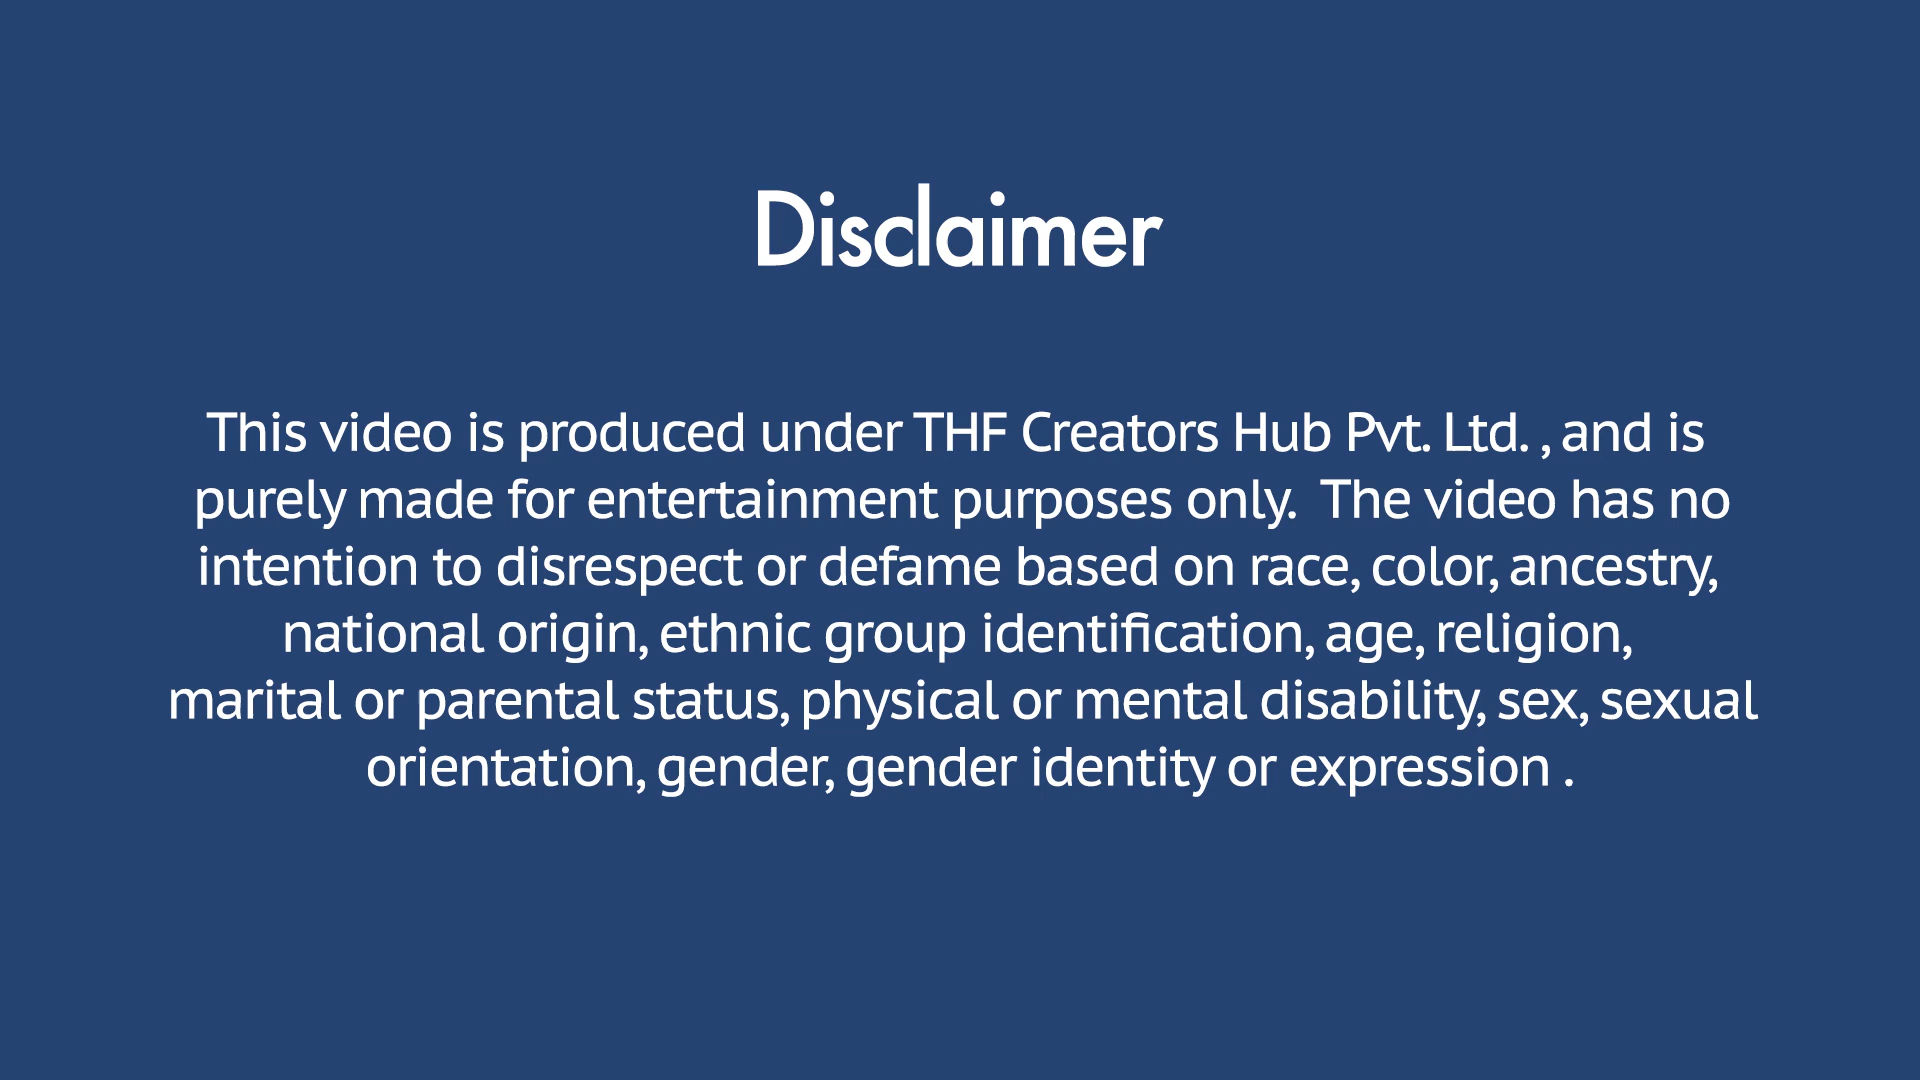 Disclaimer
This video is produced under THF Creators Hub Pvt. Ltd. , and is
purely made for entertainment purposes only.  The video has no
intention to disrespect or defame based on race, color, ancestry,
national origin, ethnic group identification, age, religion,
marital or parental status, physical or mental disability, sex, sexual
orientation, gender, gender identity or expression .